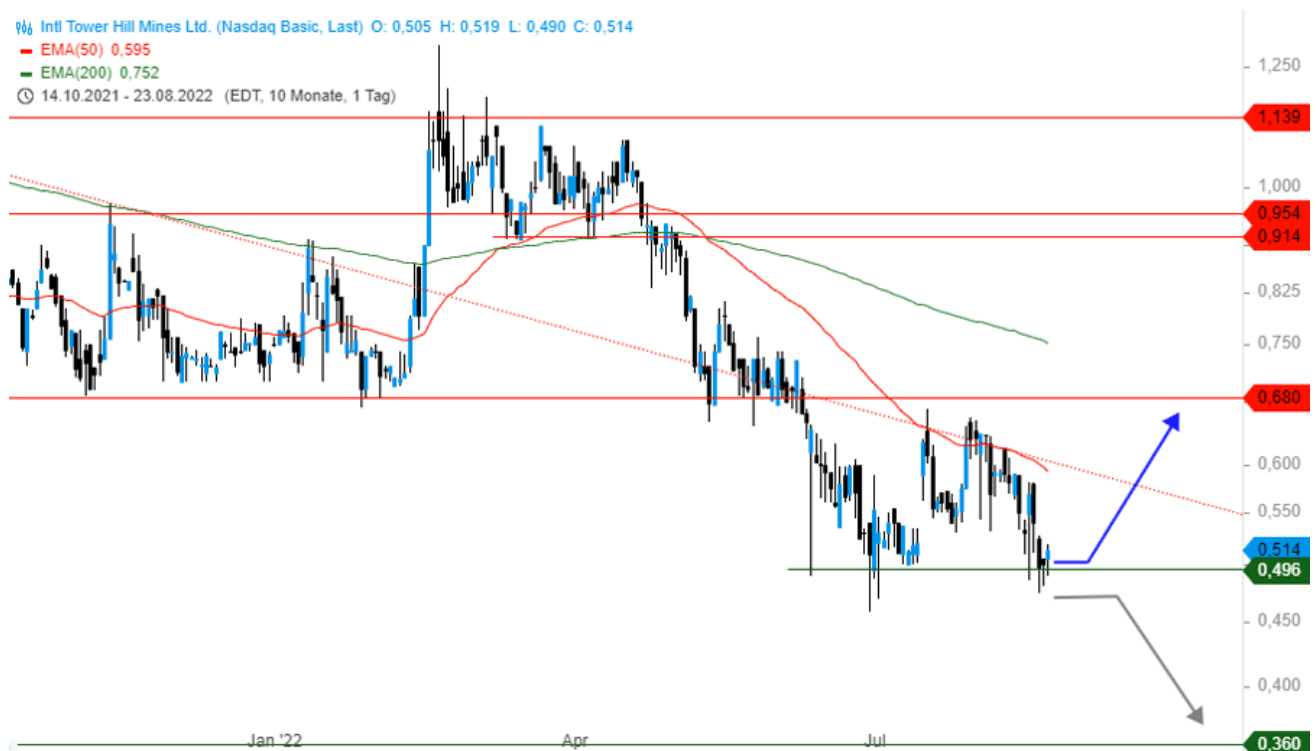 Intl Tower Hill Mines Ltd. (Nasdaq Basic, Last) O: 0,505 H: 0,519 L: 0,490 C: 0,514
EMA(50) 0,595
EMA(200) 0,752
14.10.2021 - 23.08.2022 (EDT, 10 Monate, 1 Tag)
1,250
1,139
1,000
0,954
0,914
0,825
0,750
0,680
0,600
0,550
0,514
0,496
0,450
0,400
0,360
Jan '22
Apr
Jul